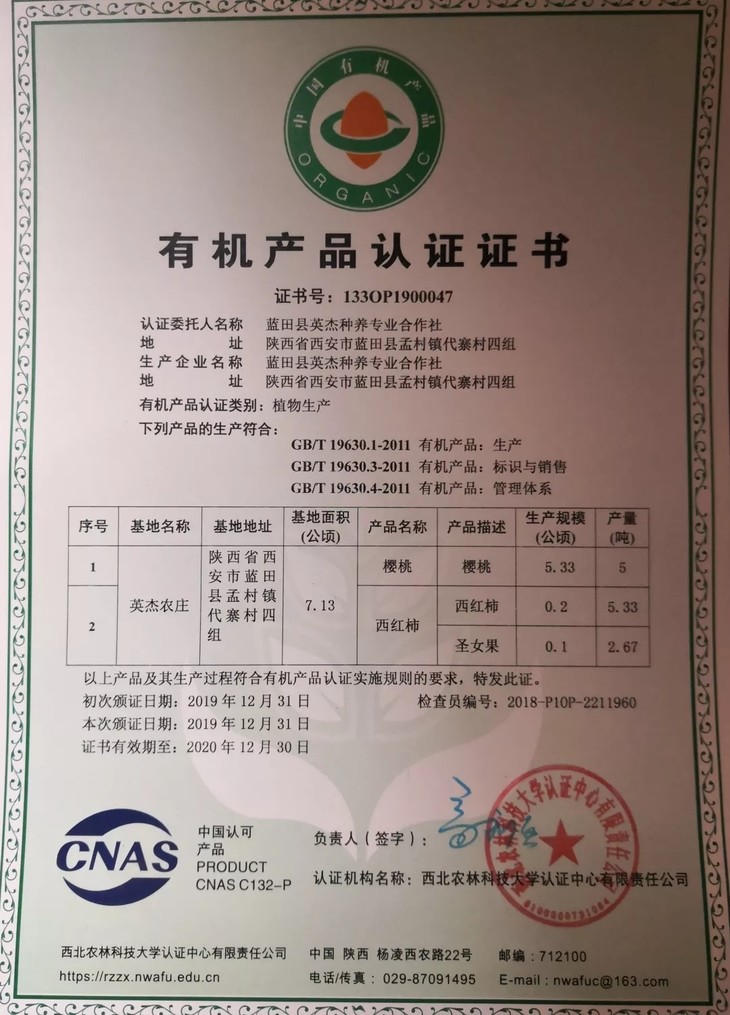 中国有机产品
ORGANIC
有机产品认证证书
证书号：133OP1900047
认证委托人名称 蓝田县英杰种养专业合作社
地 址 陕西省西安市蓝田县孟村镇代寨村四组
生产企业名称 蓝田县英杰种养专业合作社
地 址 陕西省西安市蓝田县孟村镇代寨村四组
有机产品认证类别：植物生产
下列产品的生产符合：
GB/T 19630.1-2011 有机产品：生产
GB/T 19630.3-2011 有机产品：标识与销售
GB/T 19630.4-2011 有机产品：管理体系
序号 基地名称 基地地址 基地面积(公顷) 产品名称 产品描述 生产规模(公顷) 产量(吨)
1 英杰农庄 陕西省西安市蓝田县孟村镇代寨村四组 7.13 樱桃 樱桃 5.33 5
2 西红柿 西红柿 0.2 5.33
圣女果 0.1 2.67
以上产品及其生产过程符合有机产品认证实施规则的要求，特发此证。
初次颁证日期：2019 年 12 月 31 日 检查员编号：2018-P1OP-2211960
本次颁证日期：2019 年 12 月 31 日
证书有效期至：2020 年 12 月 30 日
CNAS
中国认可
产品
PRODUCT
CNAS C132-P
负责人（签字）：
认证机构名称：西北农林科技大学认证中心有限责任公司
西北农林科技大学认证中心有限责任公司 中国 陕西 杨凌西农路22号 邮编：712100
https://rzzx.nwafu.edu.cn 电话/传真：029-87091495 E-mail：nwafuc@163.com